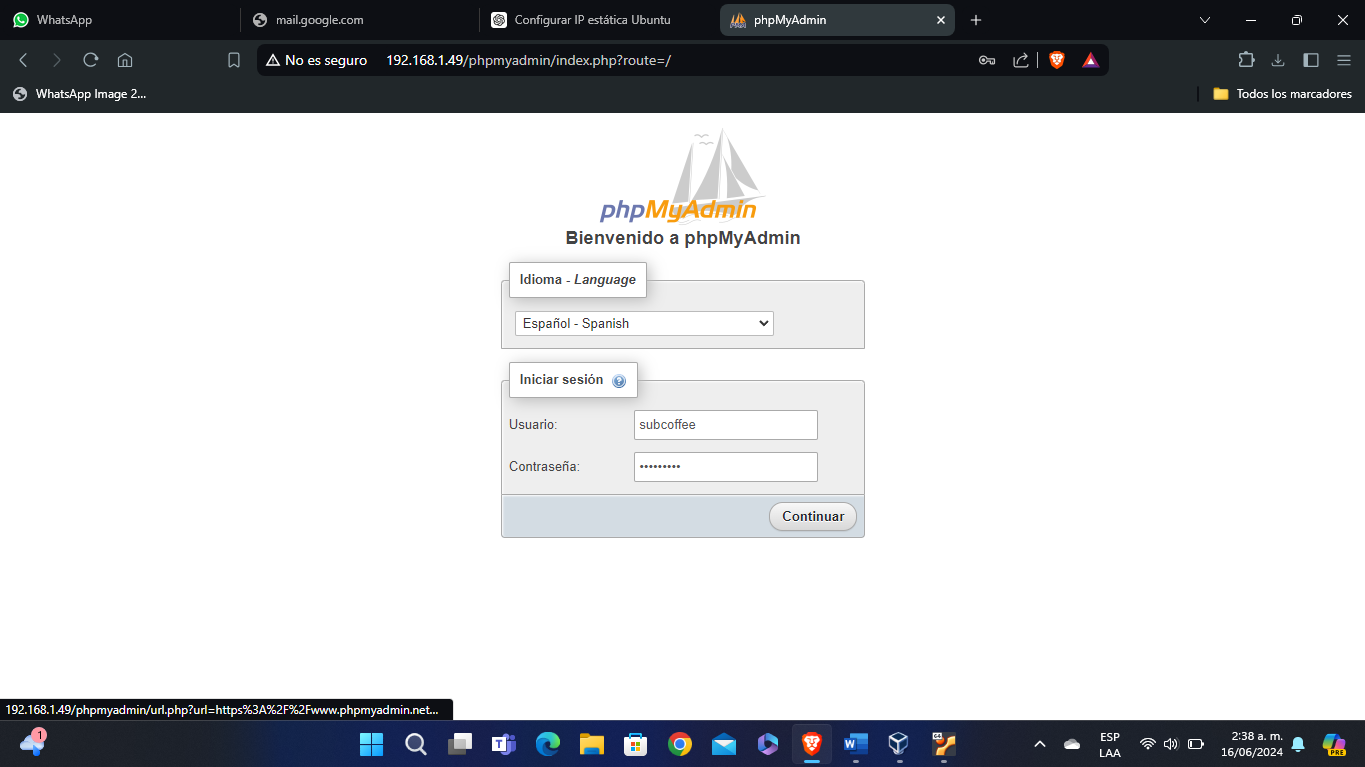 WhatsApp
mail.google.com
Configurar IP estática Ubuntu
phpMyAdmin
No es seguro
192.168.1.49/phpmyadmin/index.php?route=/
WhatsApp Image 2...
Todos los marcadores
phpMyAdmin
Bienvenido a phpMyAdmin
Idioma - Language
Español - Spanish
Iniciar sesión
Usuario:
subcoffee
Contraseña:
•••••••••
Continuar
192.168.1.49/phpmyadmin/url.php?url=https%3A%2F%2Fwww.phpmyadmin.net...
1
ESP
LAA
2:38 a. m.
16/06/2024
PRE